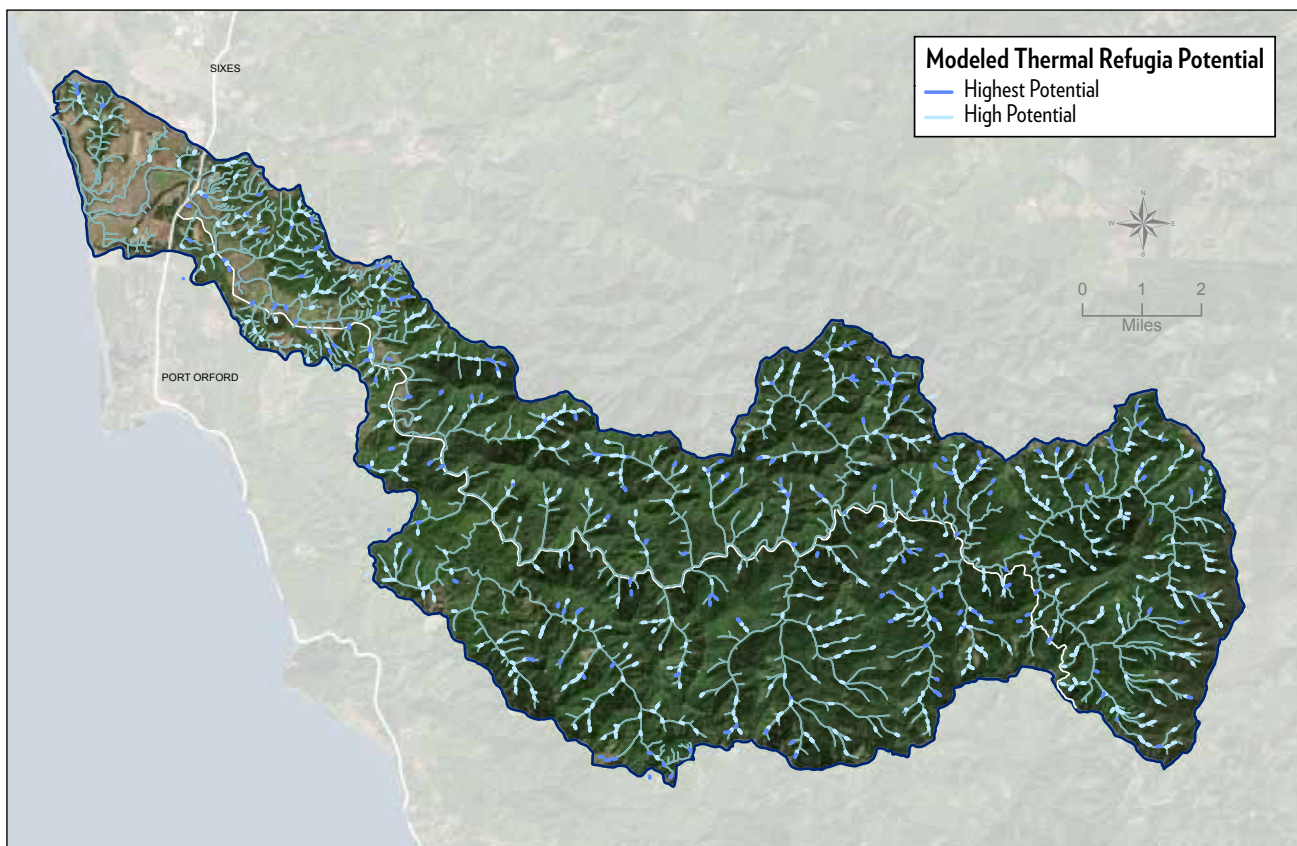 SIXES
Modeled Thermal Refugia Potential
Highest Potential
High Potential
N
W E
S
0 1 2
Miles
PORT ORFORD